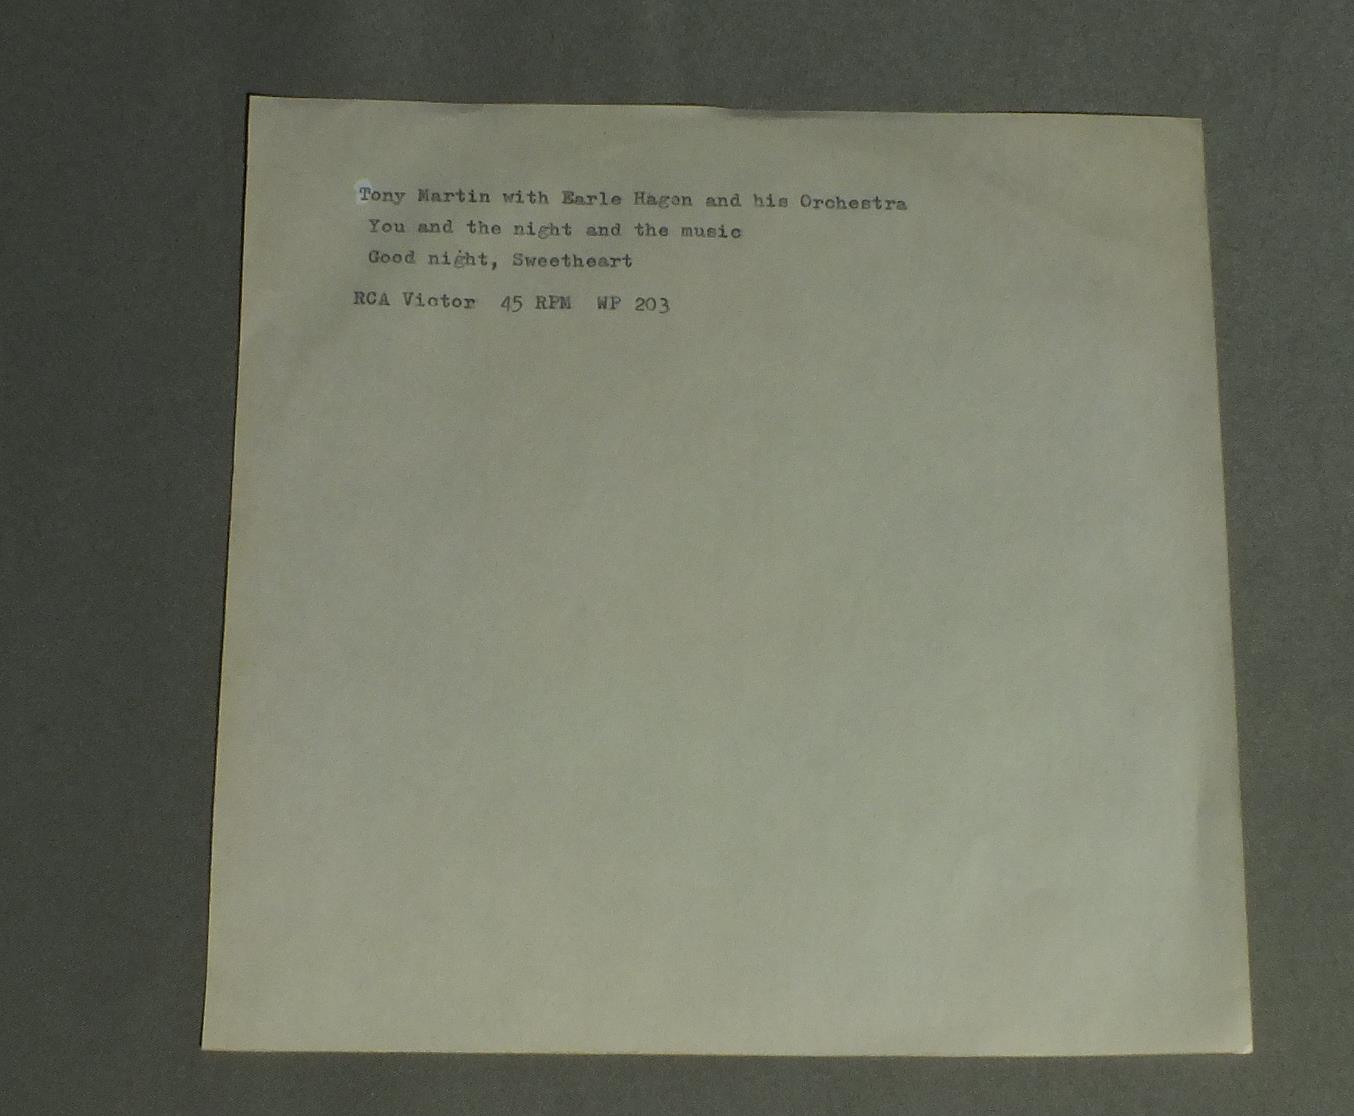 Tony Martin with Earle Hagen and his Orchestra
You and the night and the music
Good night, Sweetheart
RCA Victor 45 RPM WP 203